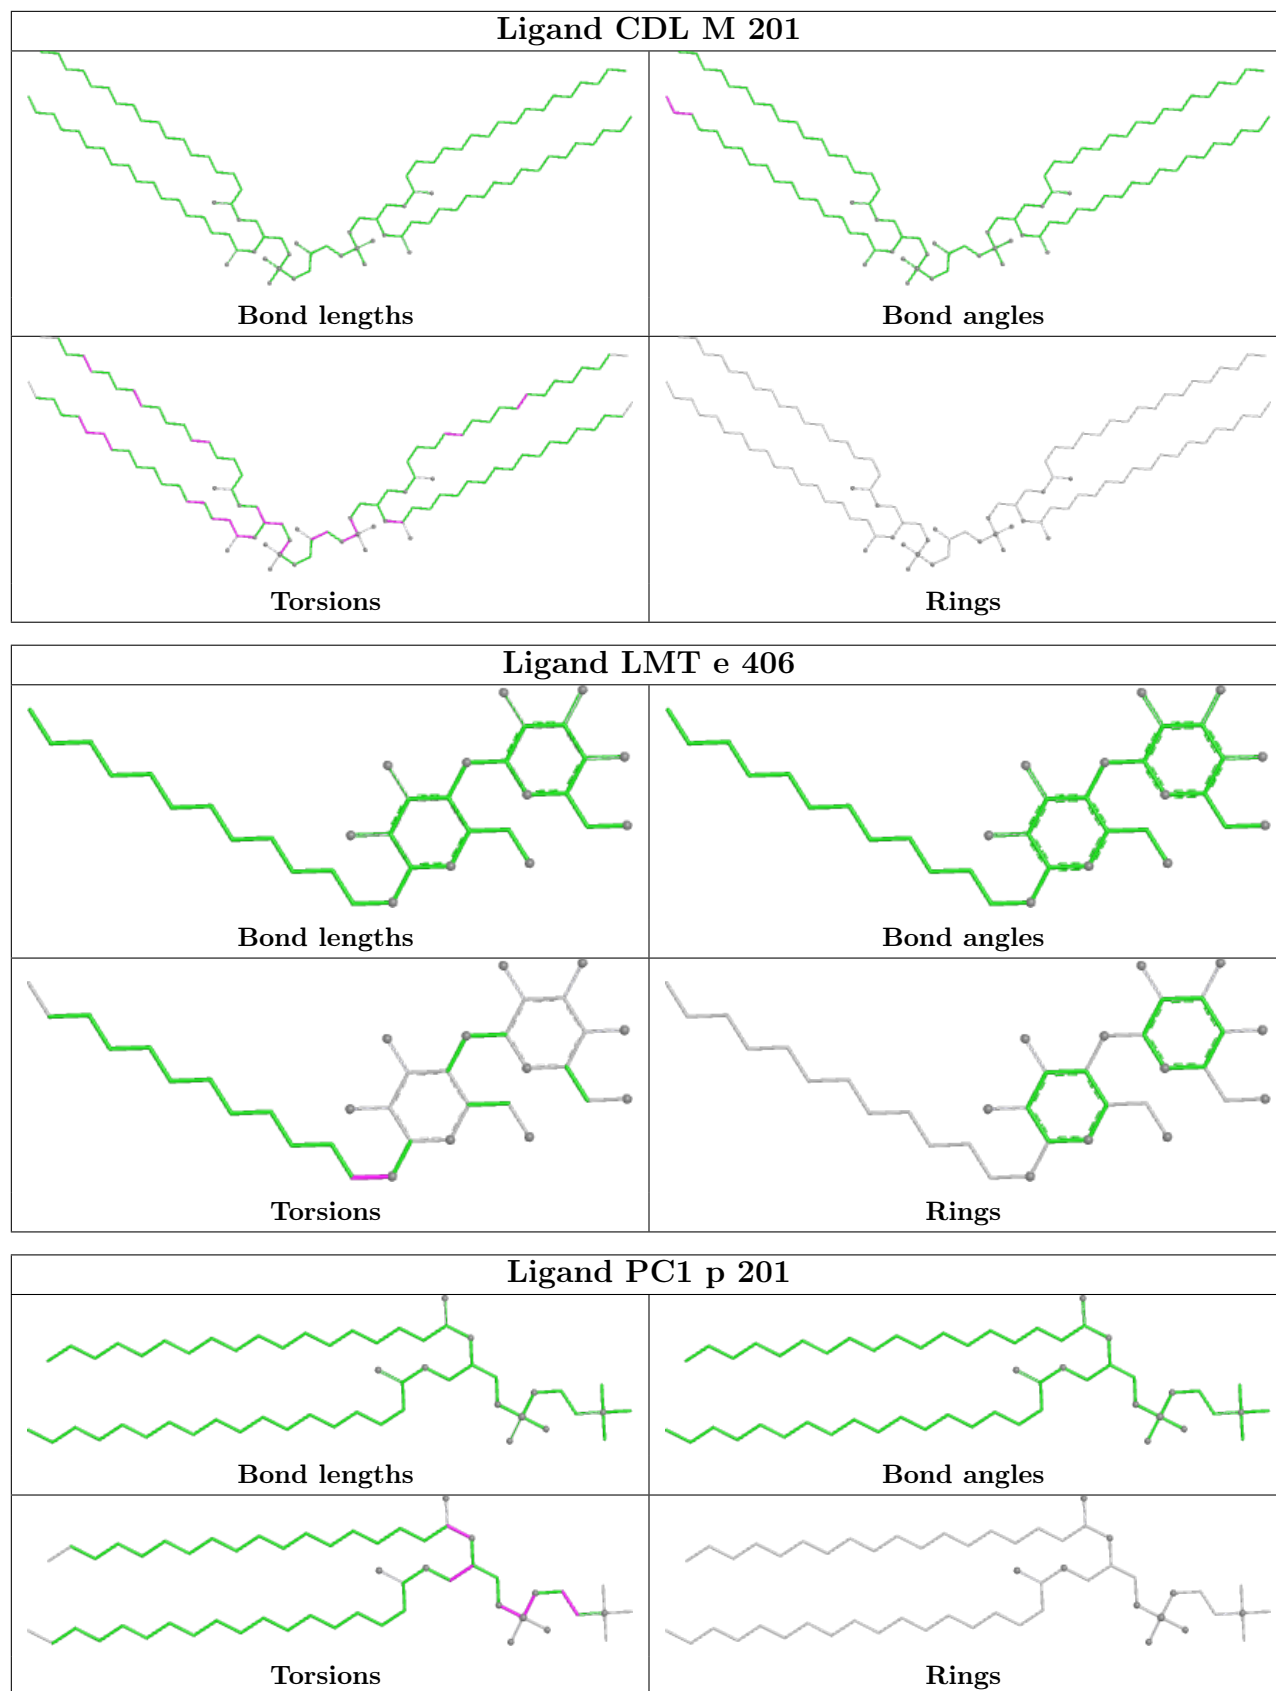 Ligand CDL M 201
Bond lengths
Bond angles
Torsions
Rings
Ligand LMT e 406
Bond lengths
Bond angles
Torsions
Rings
Ligand PC1 p 201
Bond lengths
Bond angles
Torsions
Rings